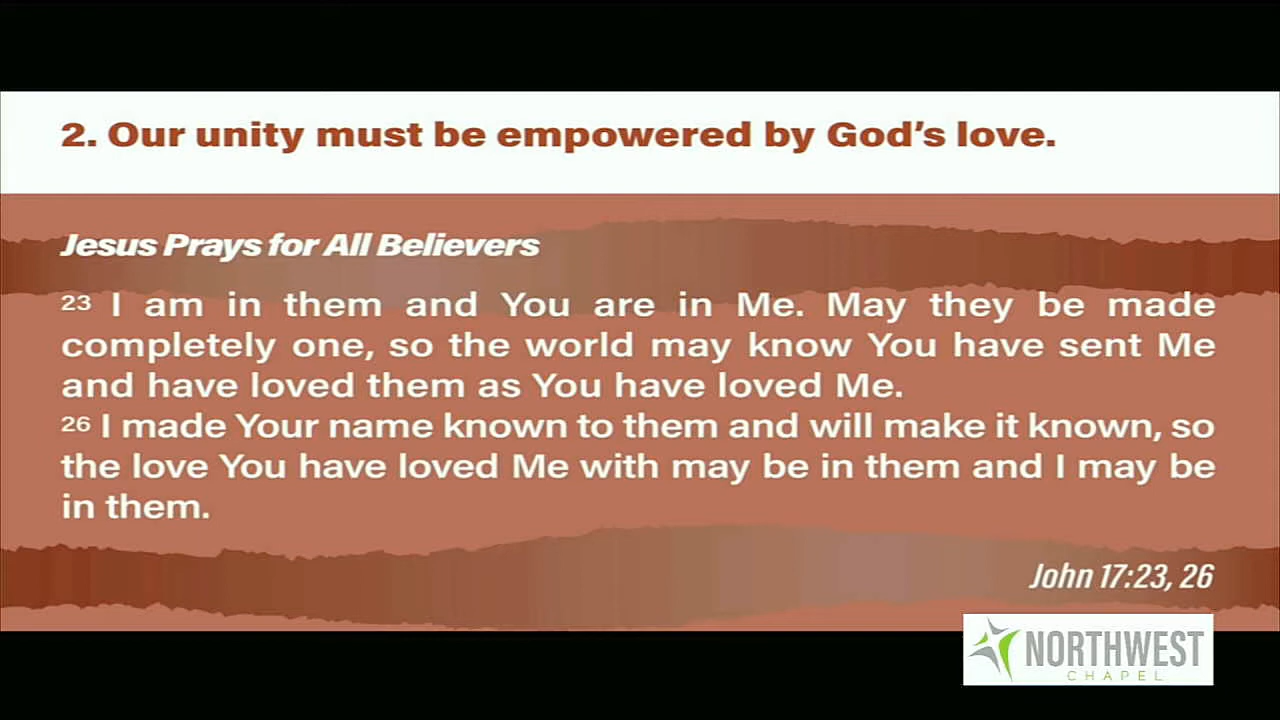 2. Our unity must be empowered by God's love.
Jesus Prays for All Believers
23 I am in them and You are in Me. May they be made
completely one, so the world may know You have sent Me
and have loved them as You have loved Me.
26 I made Your name known to them and will make it known, so
the love You have loved Me with may be in them and I may be
in them.
John 17:23, 26
NORTHWEST
CHAPEL